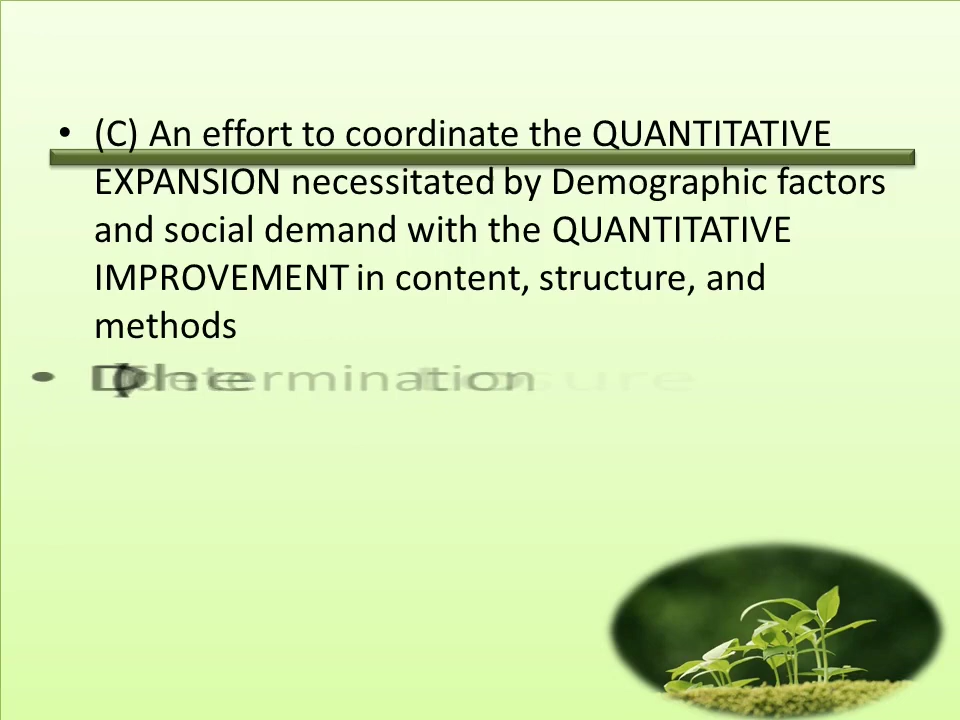 • (C) An effort to coordinate the QUANTITATIVE
EXPANSION necessitated by Demographic factors
and social demand with the QUANTITATIVE
IMPROVEMENT in content, structure, and
methods